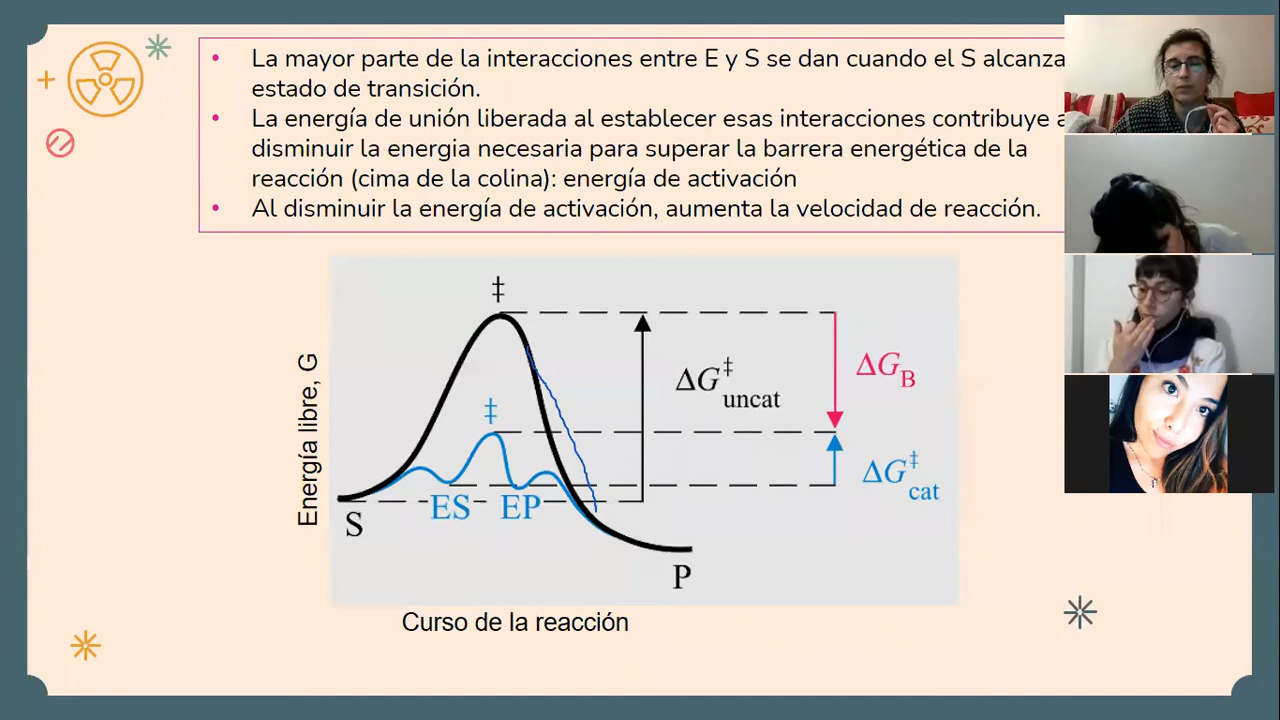 La mayor parte de la interacciones entre E y S se dan cuando el S alcanza
estado de transición.
La energía de unión liberada al establecer esas interacciones contribuye a
disminuir la energia necesaria para superar la barrera energética de la
reacción (cima de la colina): energía de activación
Al disminuir la energía de activación, aumenta la velocidad de reacción.
‡
ΔG‡uncat
ΔGB
‡
ΔG‡cat
Energía libre, G
S
ES
EP
P
Curso de la reacción